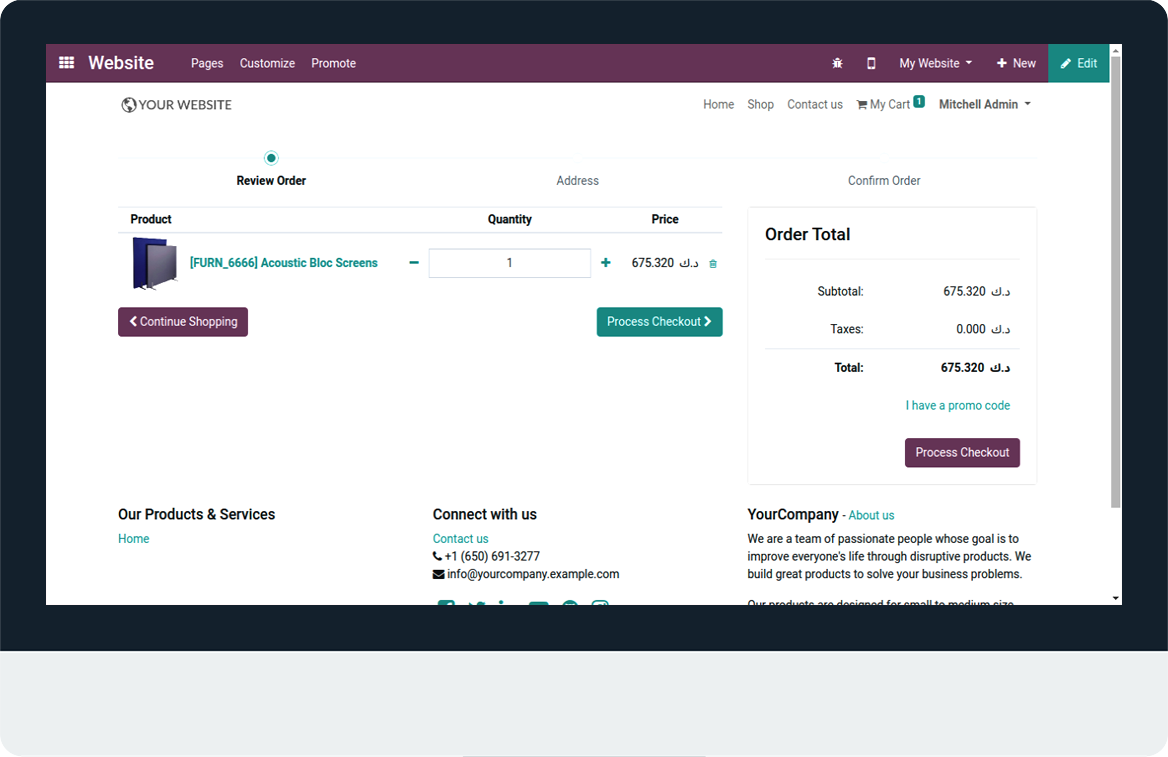 Website Pages Customize Promote My Website New Edit
YOUR WEBSITE Home Shop Contact us My Cart 1 Mitchell Admin
Review Order Address Confirm Order
Product Quantity Price
[FURN_6666] Acoustic Bloc Screens 1 675.320 د.ك
Continue Shopping Process Checkout
Order Total
Subtotal: 675.320 د.ك
Taxes: 0.000 د.ك
Total: 675.320 د.ك
I have a promo code
Process Checkout
Our Products & Services
Home
Connect with us
Contact us
+1 (650) 691-3277
info@yourcompany.example.com
YourCompany - About us
We are a team of passionate people whose goal is to
improve everyone's life through disruptive products. We
build great products to solve your business problems.
Our products are designed for small to medium size